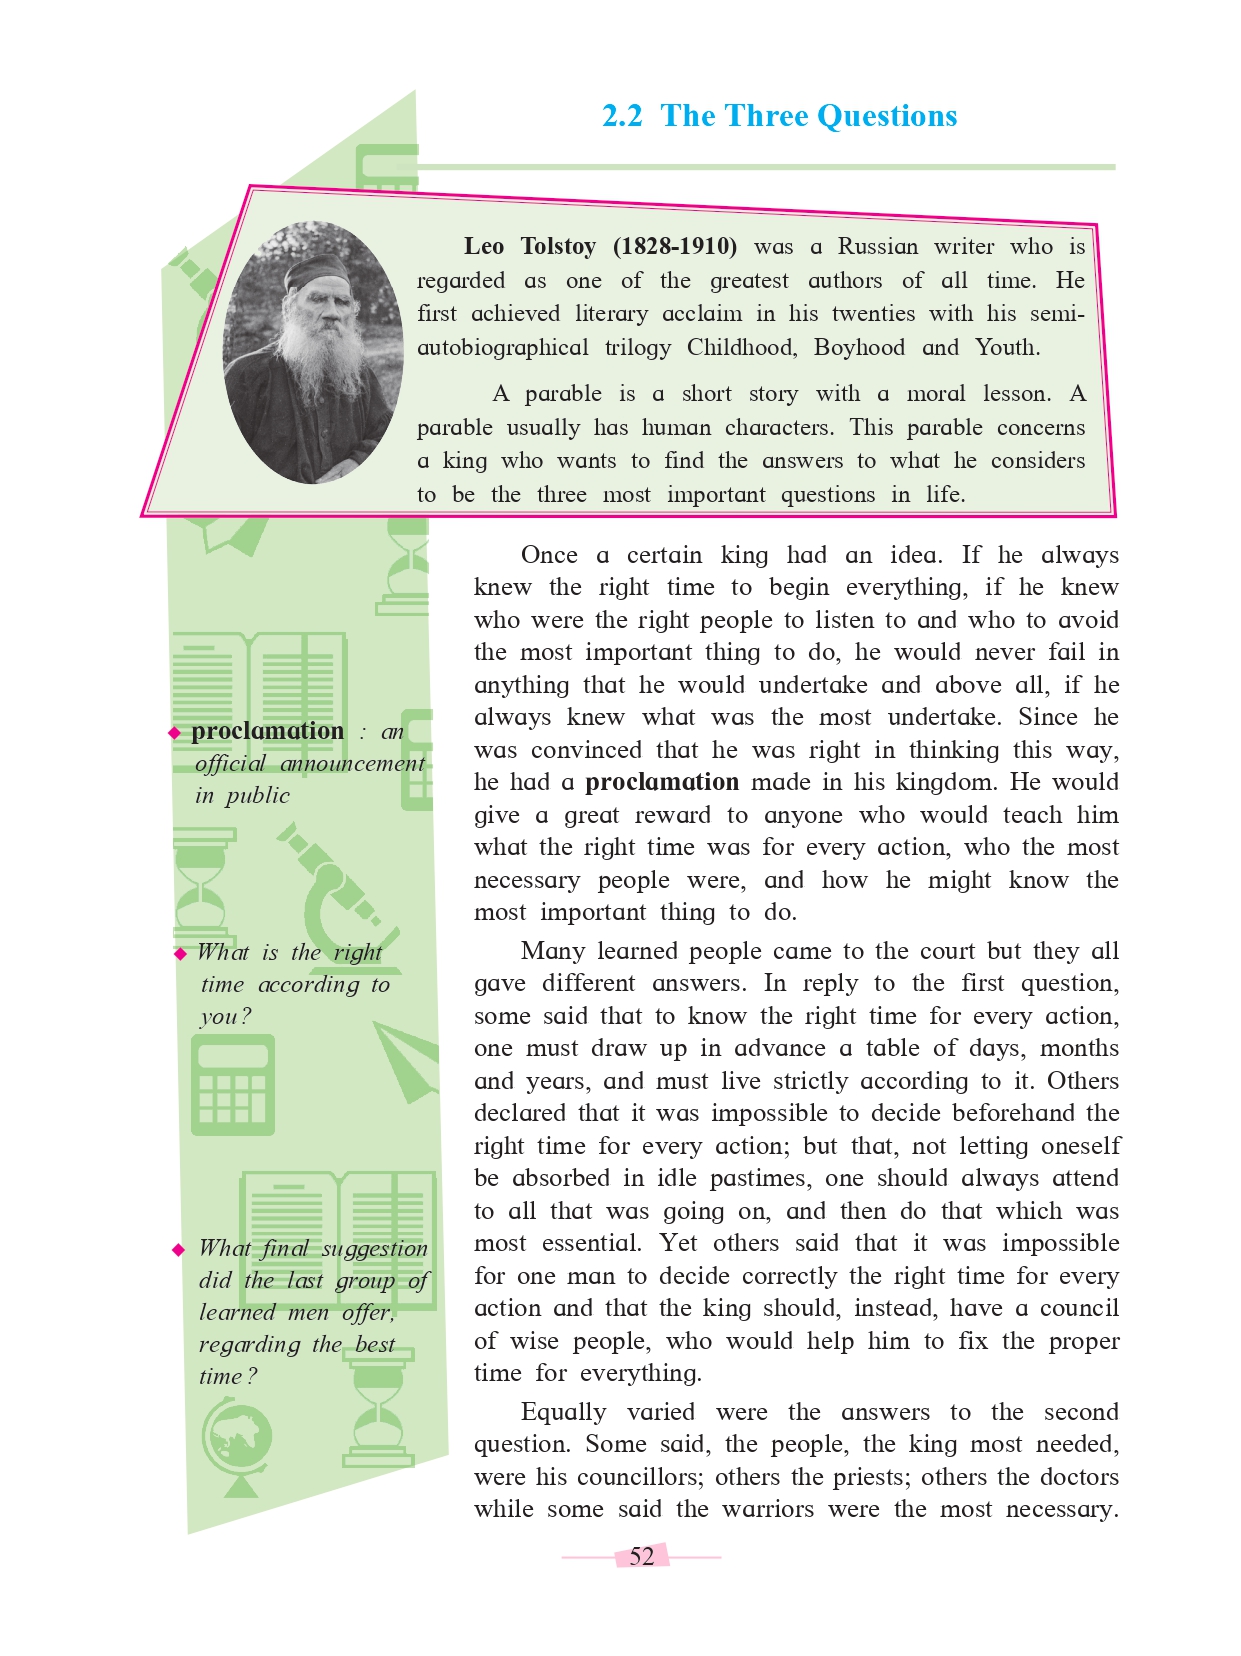 2.2 The Three Questions
Leo Tolstoy (1828-1910) was a Russian writer who is
regarded as one of the greatest authors of all time. He
first achieved literary acclaim in his twenties with his semi-
autobiographical trilogy Childhood, Boyhood and Youth.
A parable is a short story with a moral lesson. A
parable usually has human characters. This parable concerns
a king who wants to find the answers to what he considers
to be the three most important questions in life.
Once a certain king had an idea. If he always
knew the right time to begin everything, if he knew
who were the right people to listen to and who to avoid
the most important thing to do, he would never fail in
anything that he would undertake and above all, if he
always knew what was the most undertake. Since he
was convinced that he was right in thinking this way,
he had a proclamation made in his kingdom. He would
give a great reward to anyone who would teach him
what the right time was for every action, who the most
necessary people were, and how he might know the
most important thing to do.
Many learned people came to the court but they all
gave different answers. In reply to the first question,
some said that to know the right time for every action,
one must draw up in advance a table of days, months
and years, and must live strictly according to it. Others
declared that it was impossible to decide beforehand the
right time for every action; but that, not letting oneself
be absorbed in idle pastimes, one should always attend
to all that was going on, and then do that which was
most essential. Yet others said that it was impossible
for one man to decide correctly the right time for every
action and that the king should, instead, have a council
of wise people, who would help him to fix the proper
time for everything.
Equally varied were the answers to the second
question. Some said, the people, the king most needed,
were his councillors; others the priests; others the doctors
while some said the warriors were the most necessary.
◆ proclamation : an
official announcement
in public
◆ What is the right
time according to
you?
◆ What final suggestion
did the last group of
learned men offer,
regarding the best
time?
52